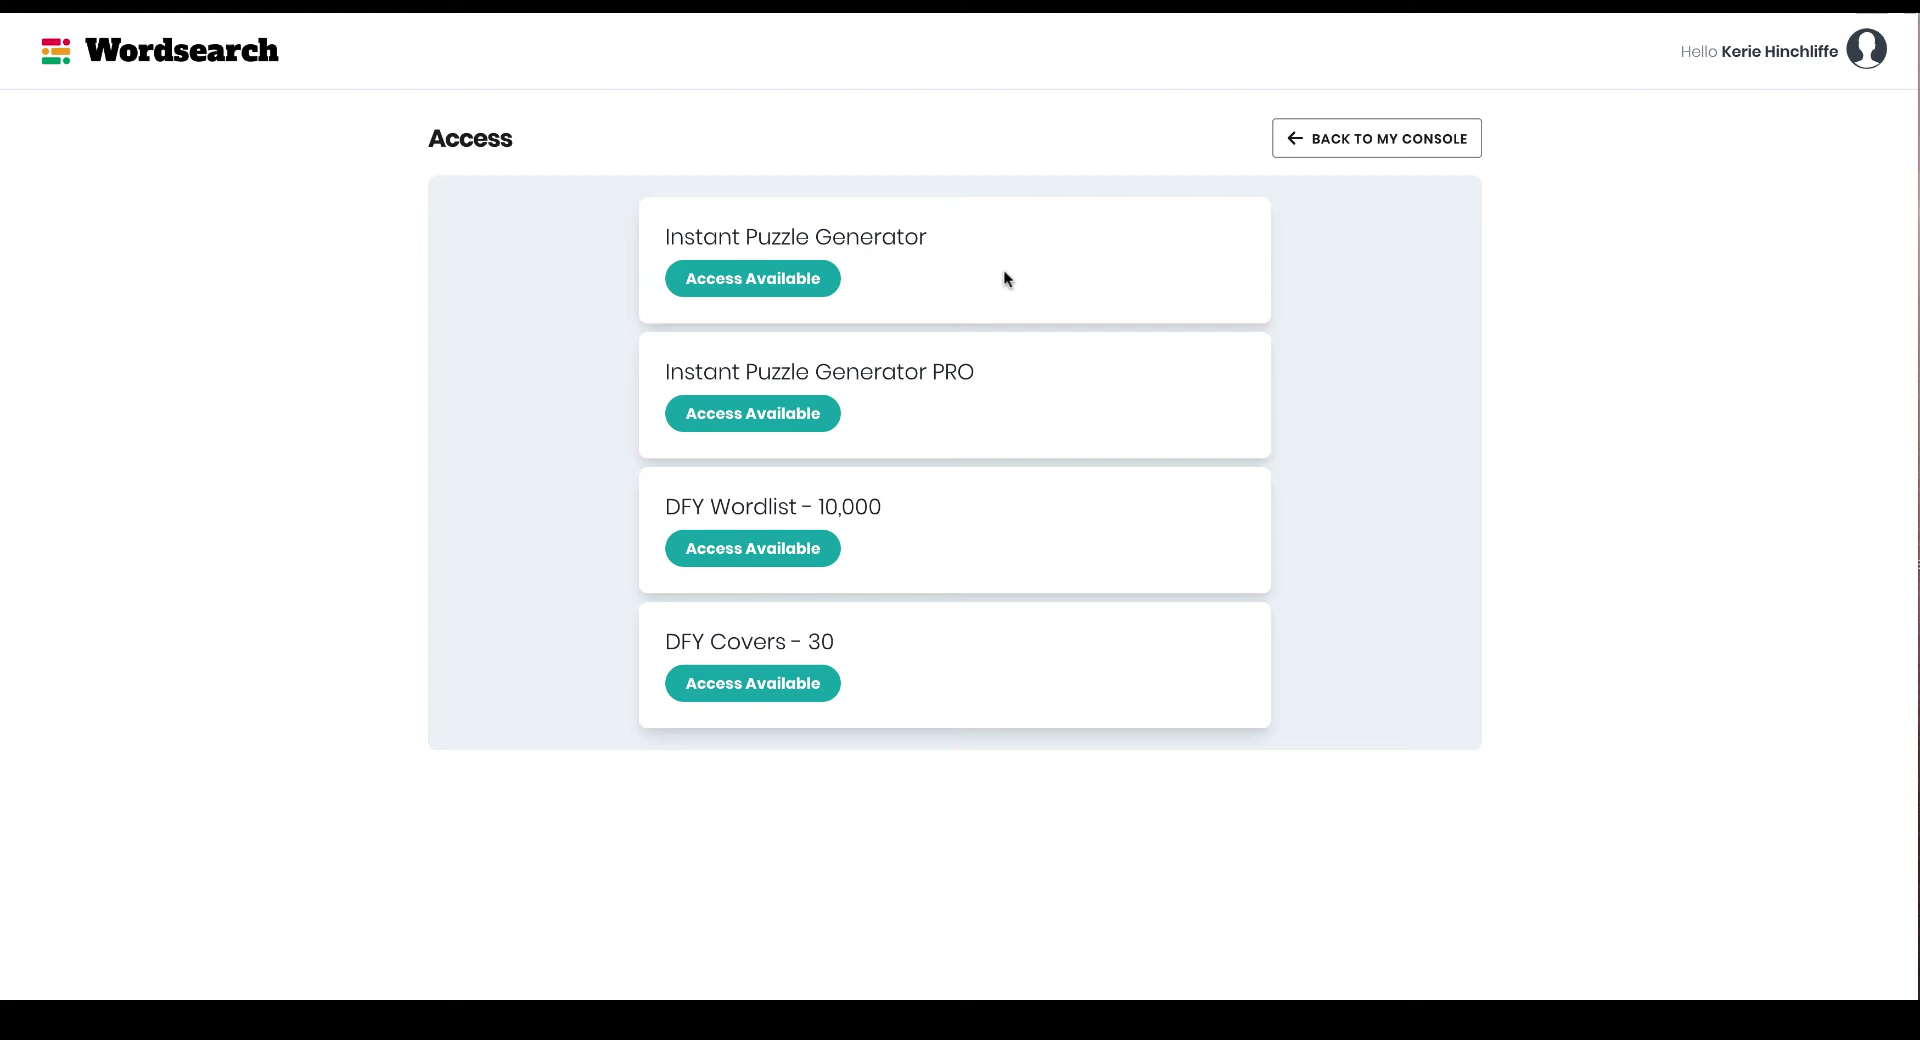 Wordsearch
Hello Kerie Hinchliffe
Access
BACK TO MY CONSOLE
Instant Puzzle Generator
Access Available
Instant Puzzle Generator PRO
Access Available
DFY Wordlist - 10,000
Access Available
DFY Covers - 30
Access Available